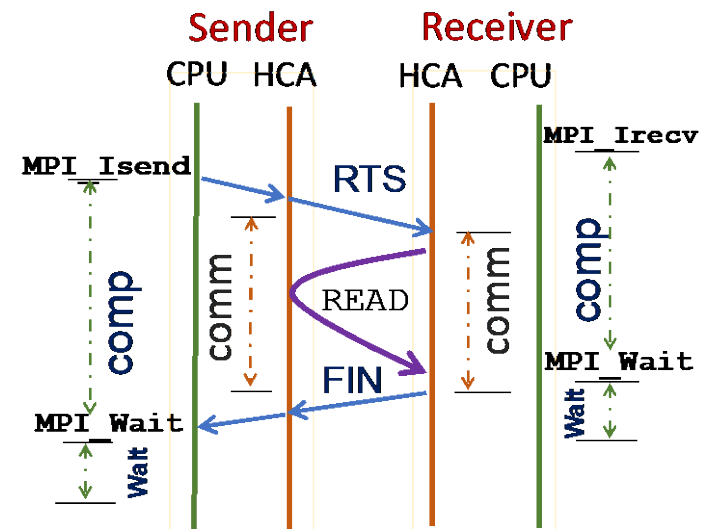 Sender Receiver
CPU HCA HCA CPU
MPI_Irecv
MPI_Isend
RTS
comp
comm
READ
comm
comp
MPI_Wait
FIN
MPI_Wait
Wait
Wait